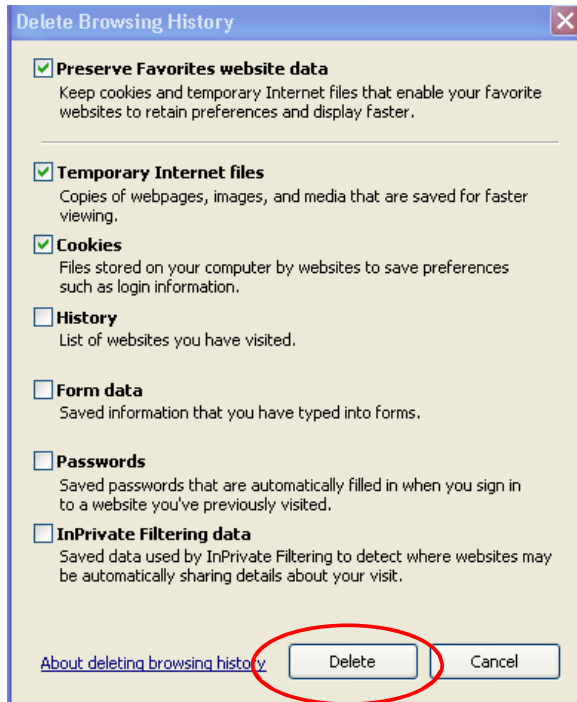 Delete Browsing History
Preserve Favorites website data
Keep cookies and temporary Internet files that enable your favorite
websites to retain preferences and display faster.
Temporary Internet files
Copies of webpages, images, and media that are saved for faster
viewing.
Cookies
Files stored on your computer by websites to save preferences
such as login information.
History
List of websites you have visited.
Form data
Saved information that you have typed into forms.
Passwords
Saved passwords that are automatically filled in when you sign in
to a website you've previously visited.
InPrivate Filtering data
Saved data used by InPrivate Filtering to detect where websites may
be automatically sharing details about your visit.
About deleting browsing history Delete Cancel